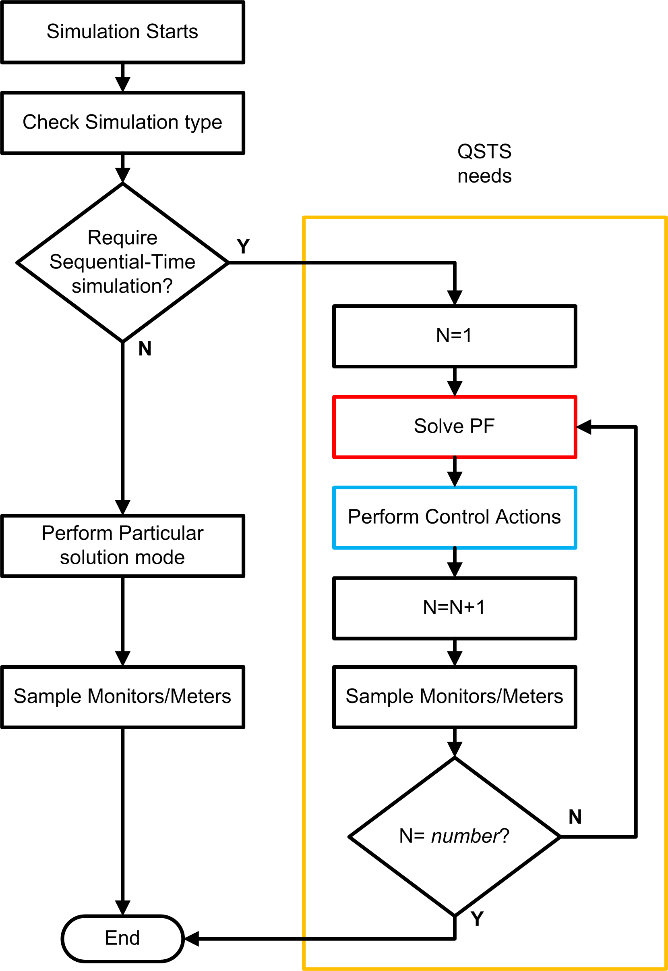 Simulation Starts
Check Simulation type
Require
Sequential-Time
simulation?
Y
N
Perform Particular
solution mode
Sample Monitors/Meters
End
QSTS
needs
N=1
Solve PF
Perform Control Actions
N=N+1
Sample Monitors/Meters
N= number?
N
Y